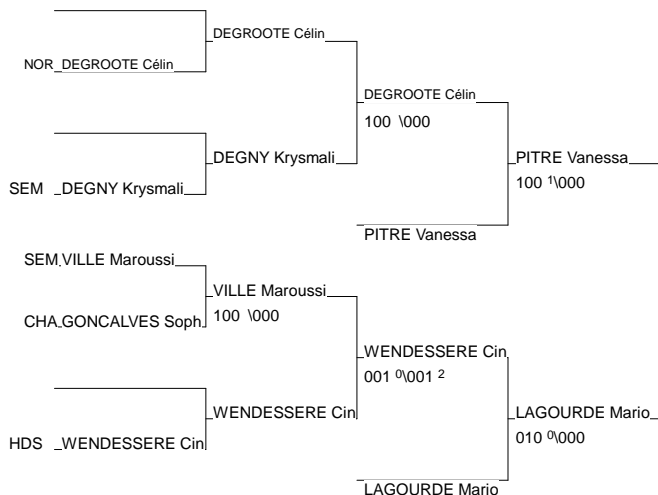 DEGROOTE Célin
NOR DEGROOTE Célin
DEGROOTE Célin
100 \000
DEGNY Krysmali
PITRE Vanessa
100 1\000
SEM DEGNY Krysmali
PITRE Vanessa
SEM VILLE Maroussi
VILLE Maroussi
100 \000
CHA GONCALVES Soph
WENDESSERE Cin
001 0\001 2
WENDESSERE Cin
LAGOURDE Mario
010 0\000
HDS WENDESSERE Cin
LAGOURDE Mario